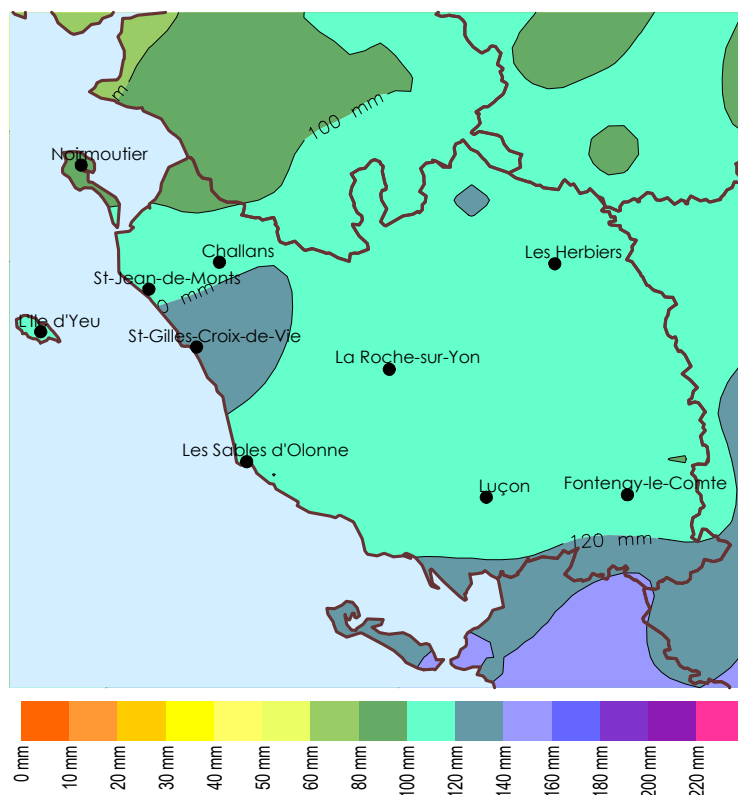 m
100 mm
Noirmoutier
Challans
Les Herbiers
St-Jean-de-Monts
0 mm
L'Ile d'Yeu
St-Gilles-Croix-de-Vie
La Roche-sur-Yon
Les Sables d'Olonne
Luçon
Fontenay-le-Comte
120 mm
0 mm
10 mm
20 mm
30 mm
40 mm
50 mm
60 mm
80 mm
100 mm
120 mm
140 mm
160 mm
180 mm
200 mm
220 mm